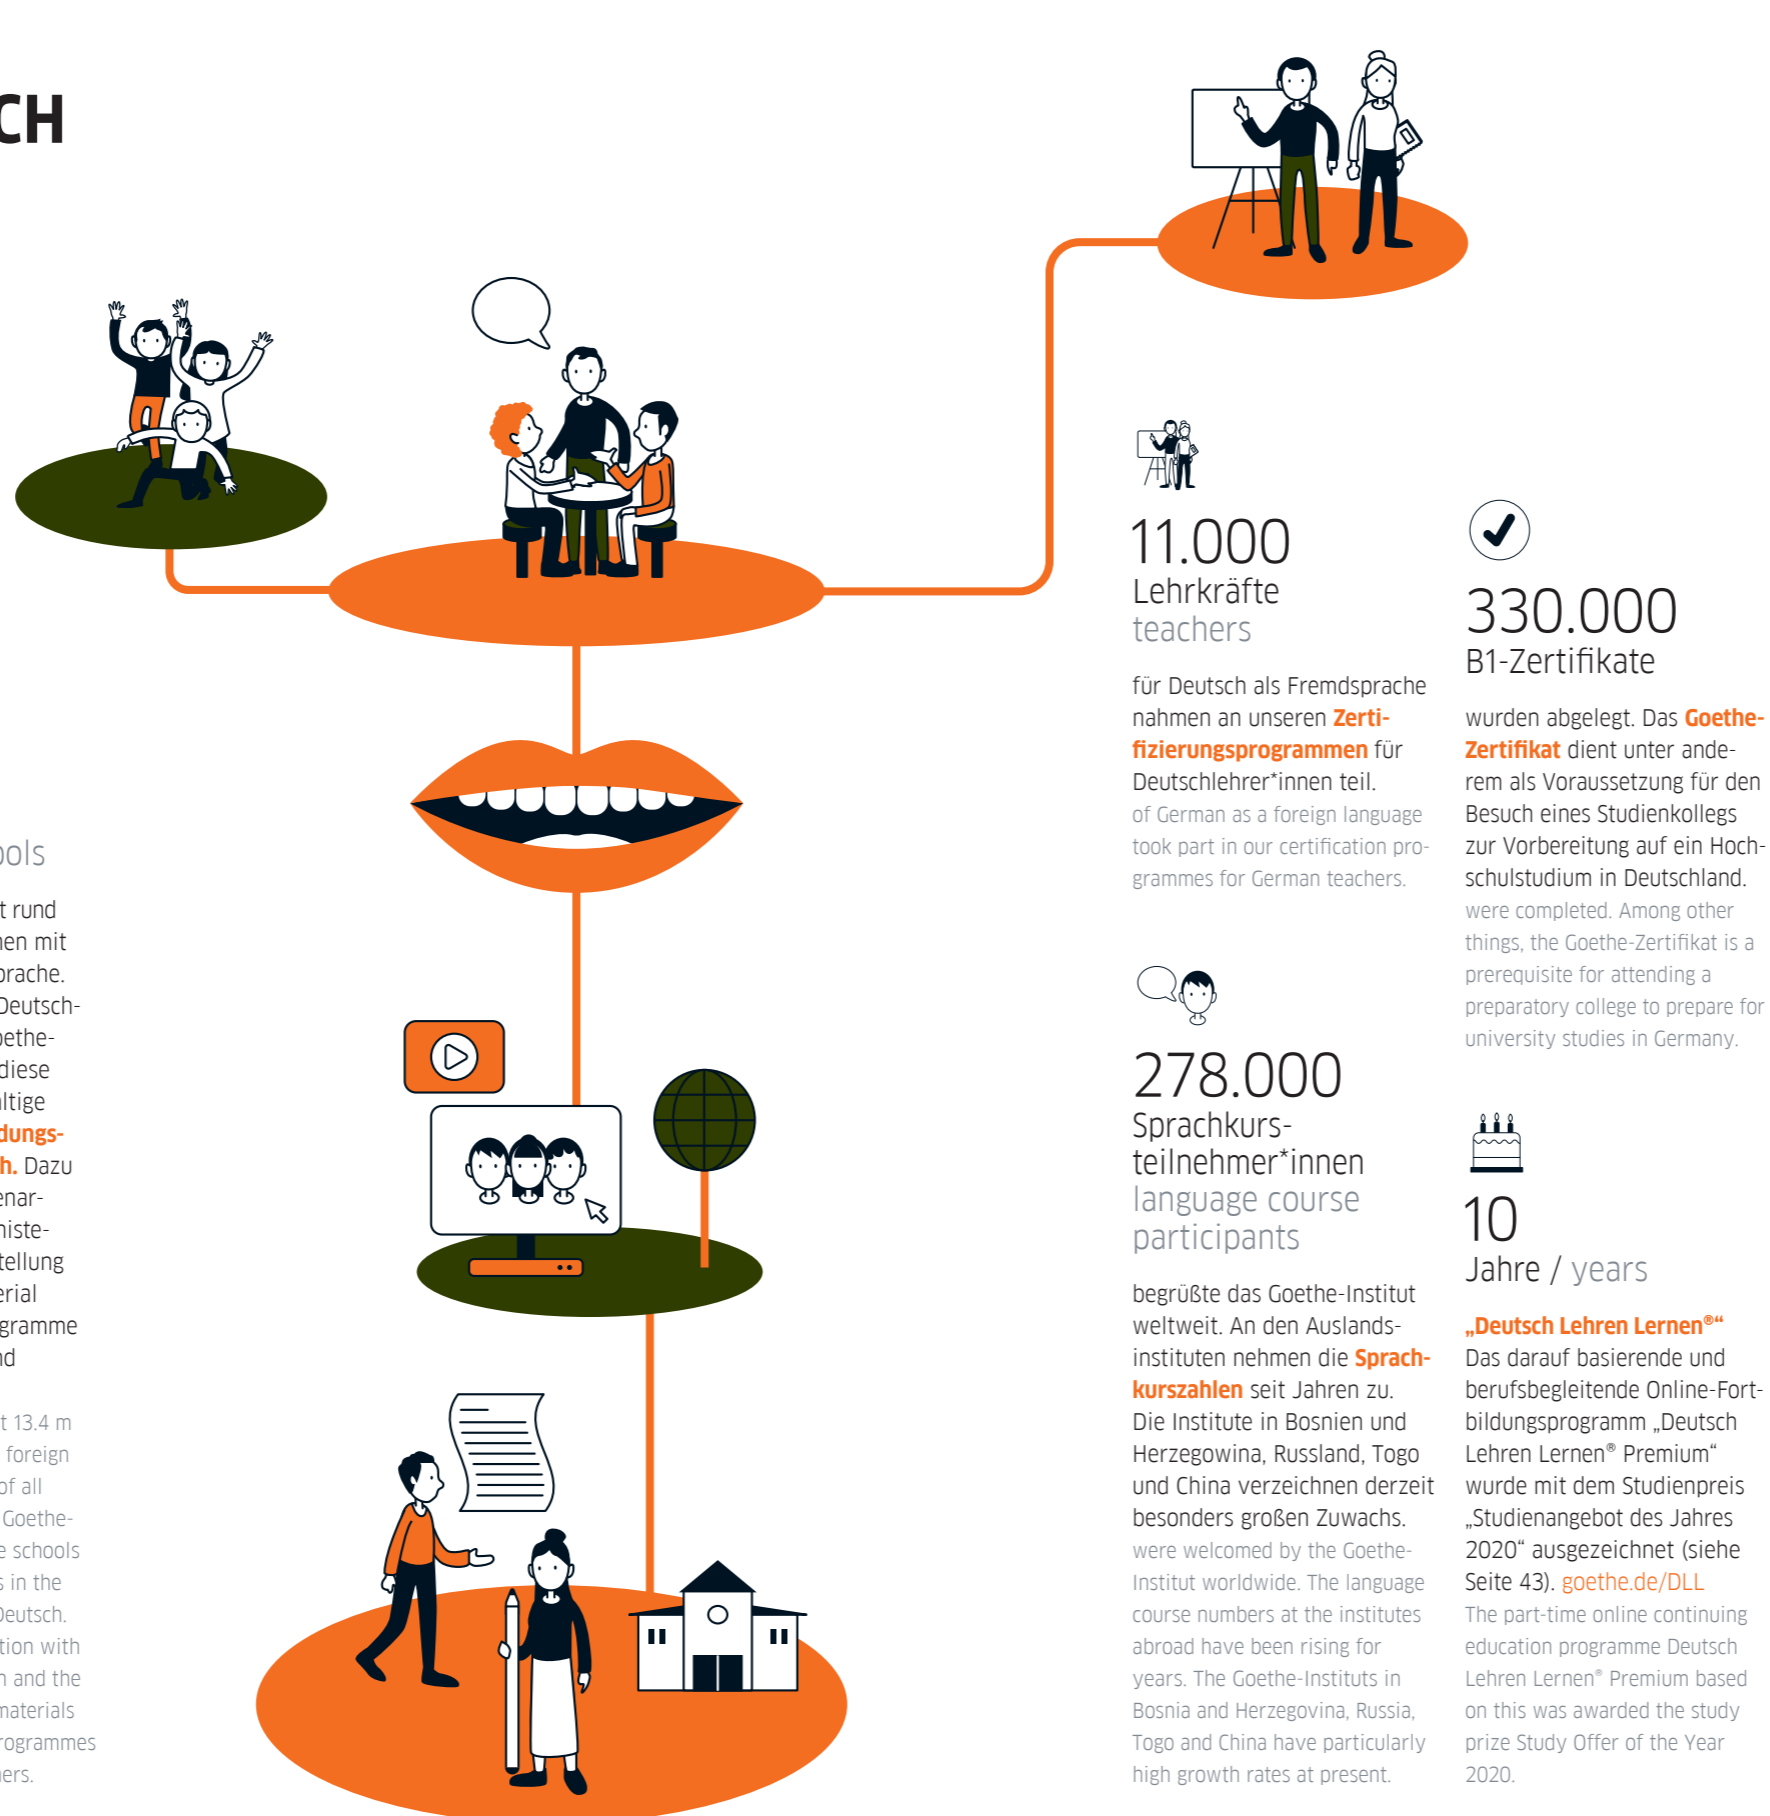 CH
ools
t rund
nen mit
prache.
Deutsch-
oethe-
diese
ltige
dungs-
h. Dazu
enar-
niste-
tellung
erial
gramme
nd
t 13.4 m
foreign
of all
Goethe-
e schools
s in the
Deutsch.
tion with
n and the
materials
rogrammes
ners.
11.000
Lehrkräfte
teachers
für Deutsch als Fremdsprache
nahmen an unseren Zerti-
fizierungsprogrammen für
Deutschlehrer*innen teil.
of German as a foreign language
took part in our certification pro-
grammes for German teachers.
278.000
Sprachkurs-
teilnehmer*innen
language course
participants
begrüßte das Goethe-Institut
weltweit. An den Auslands-
instituten nehmen die Sprach-
kurszahlen seit Jahren zu.
Die Institute in Bosnien und
Herzegowina, Russland, Togo
und China verzeichnen derzeit
besonders großen Zuwachs.
were welcomed by the Goethe-
Institut worldwide. The language
course numbers at the institutes
abroad have been rising for
years. The Goethe-Instituts in
Bosnia and Herzegovina, Russia,
Togo and China have particularly
high growth rates at present.
330.000
B1-Zertifikate
wurden abgelegt. Das Goethe-
Zertifikat dient unter ande-
rem als Voraussetzung für den
Besuch eines Studienkollegs
zur Vorbereitung auf ein Hoch-
schulstudium in Deutschland.
were completed. Among other
things, the Goethe-Zertifikat is a
prerequisite for attending a
preparatory college to prepare for
university studies in Germany.
10
Jahre / years
„Deutsch Lehren Lernen®“
Das darauf basierende und
berufsbegleitende Online-Fort-
bildungsprogramm „Deutsch
Lehren Lernen® Premium“
wurde mit dem Studienpreis
„Studienangebot des Jahres
2020“ ausgezeichnet (siehe
Seite 43). goethe.de/DLL
The part-time online continuing
education programme Deutsch
Lehren Lernen® Premium based
on this was awarded the study
prize Study Offer of the Year
2020.